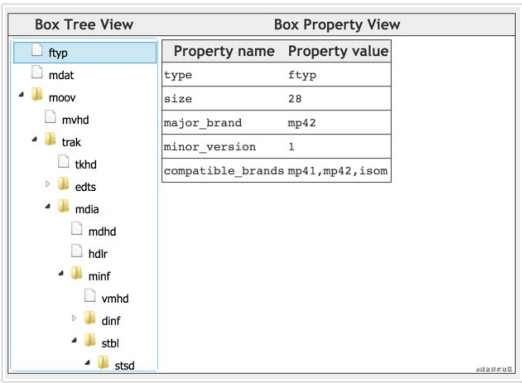 Box Tree View
Box Property View
ftyp
mdat
moov
mvhd
trak
tkhd
edts
mdia
mdhd
hdlr
minf
vmhd
dinf
stbl
stsd
Property name Property value
type ftyp
size 28
major_brand mp42
minor_version 1
compatible_brands mp41,mp42,isom